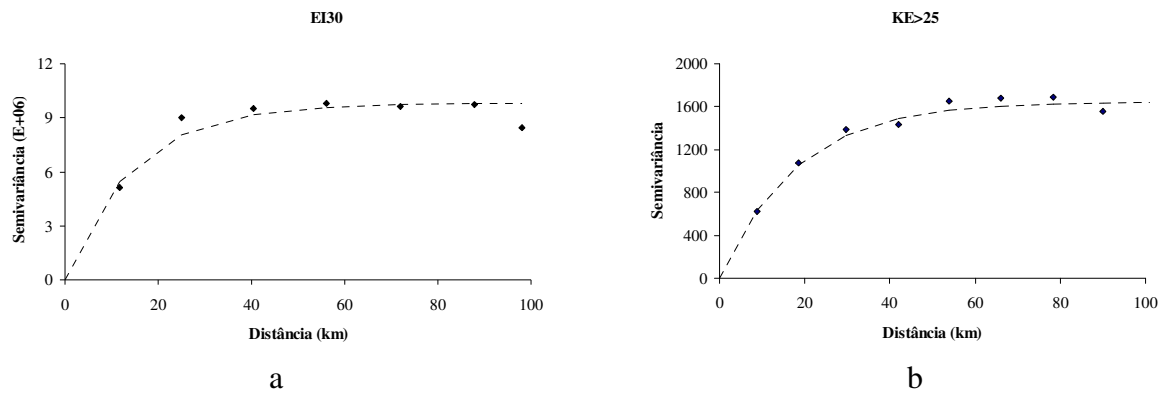 EI30
12
9
6
3
0
Semivariância (E+06)
0 20 40 60 80 100
Distância (km)
a
KE>25
2000
1600
1200
800
400
0
Semivariância
0 20 40 60 80 100
Distância (km)
b